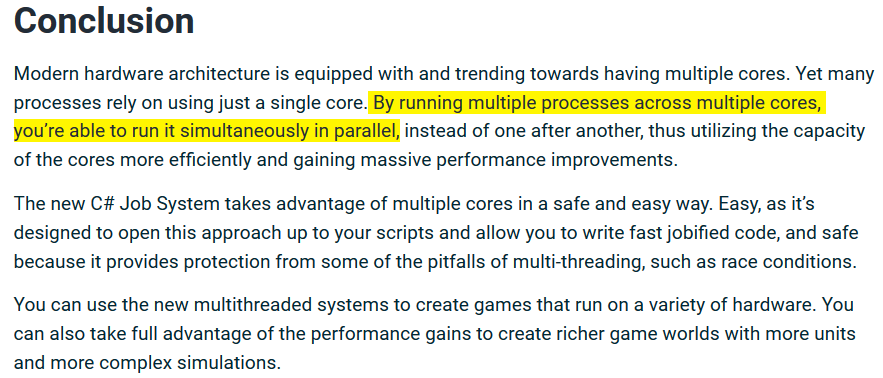 Conclusion
Modern hardware architecture is equipped with and trending towards having multiple cores. Yet many
processes rely on using just a single core. By running multiple processes across multiple cores,
you’re able to run it simultaneously in parallel, instead of one after another, thus utilizing the capacity
of the cores more efficiently and gaining massive performance improvements.
The new C# Job System takes advantage of multiple cores in a safe and easy way. Easy, as it’s
designed to open this approach up to your scripts and allow you to write fast jobified code, and safe
because it provides protection from some of the pitfalls of multi-threading, such as race conditions.
You can use the new multithreaded systems to create games that run on a variety of hardware. You
can also take full advantage of the performance gains to create richer game worlds with more units
and more complex simulations.